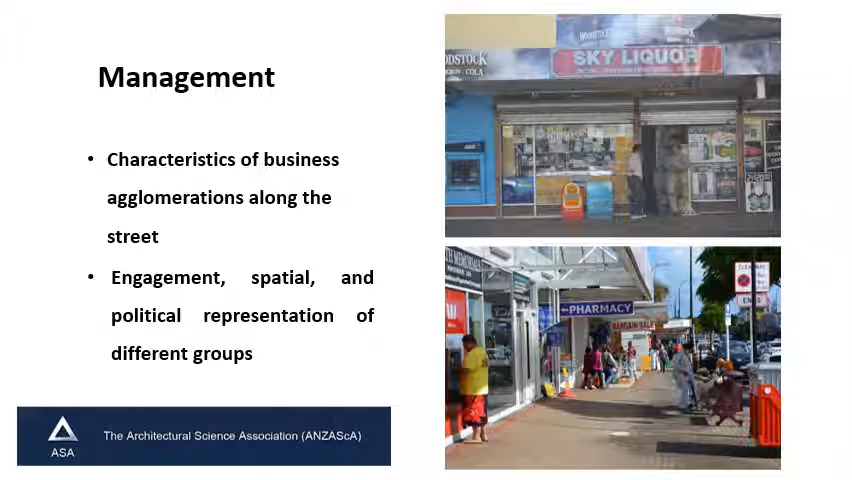 Management
• Characteristics of business
agglomerations along the
street
• Engagement, spatial, and
political representation of
different groups
ASA
The Architectural Science Association (ANZAScA)
WOODSTOCK
SKY LIQUOR
COLA
PHARMACY
BARGAIN SALE
ENDS